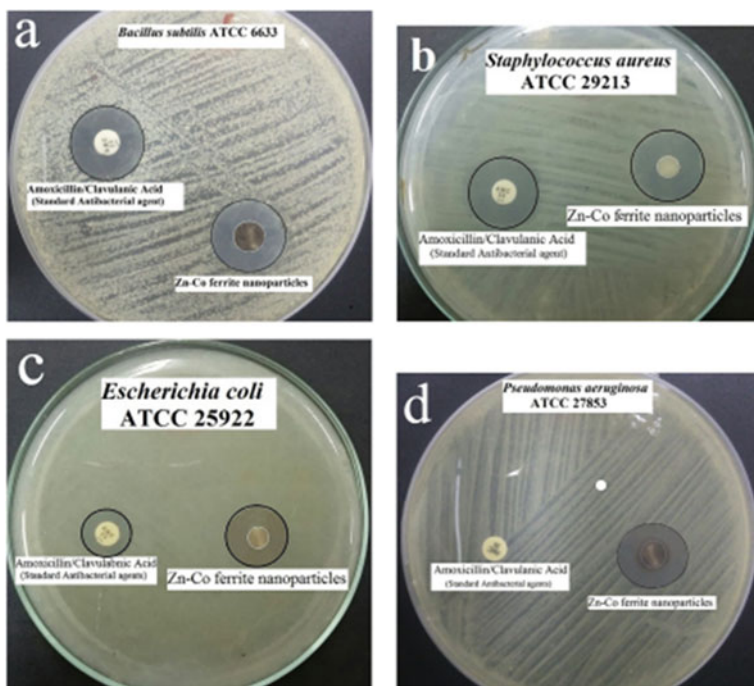 a
Bacillus subtilis ATCC 6633
Amoxicillin/Clavulanic Acid
(Standard Antibacterial agent)
Zn-Co ferrite nanoparticles
b
Staphylococcus aureus
ATCC 29213
Amoxicillin/Clavulanic Acid
(Standard Antibacterial agent)
Zn-Co ferrite nanoparticles
c
Escherichia coli
ATCC 25922
Amoxicillin/Clavulabnic Acid
(Standard Antibacterial agents)
Zn-Co ferrite nanoparticles
d
Pseudomonas aeruginosa
ATCC 27853
Amoxicillin/Clavulanic Acid
(Standard Antibacterial agents)
Zn-Co ferrite nanoparticles